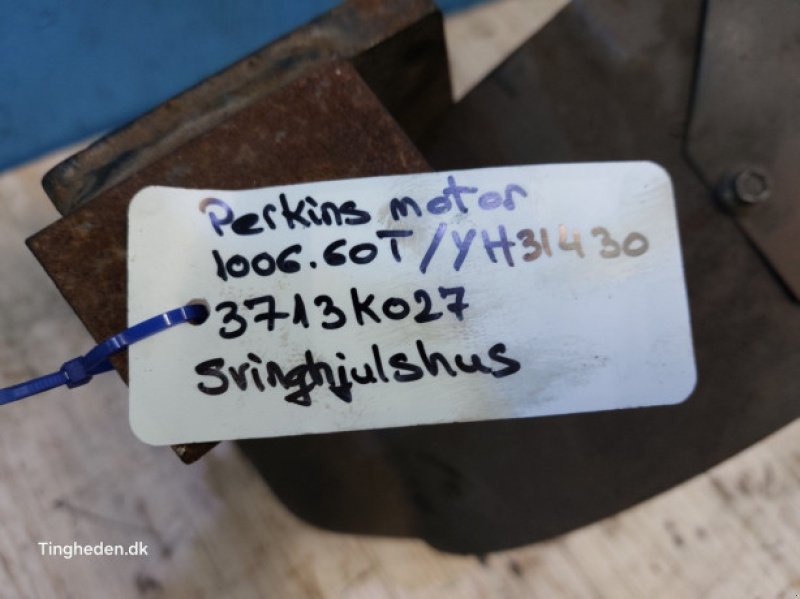 Perkins motor
1006.60T/YH31430
3713K027
Svinghjulshus
Tingheden.dk